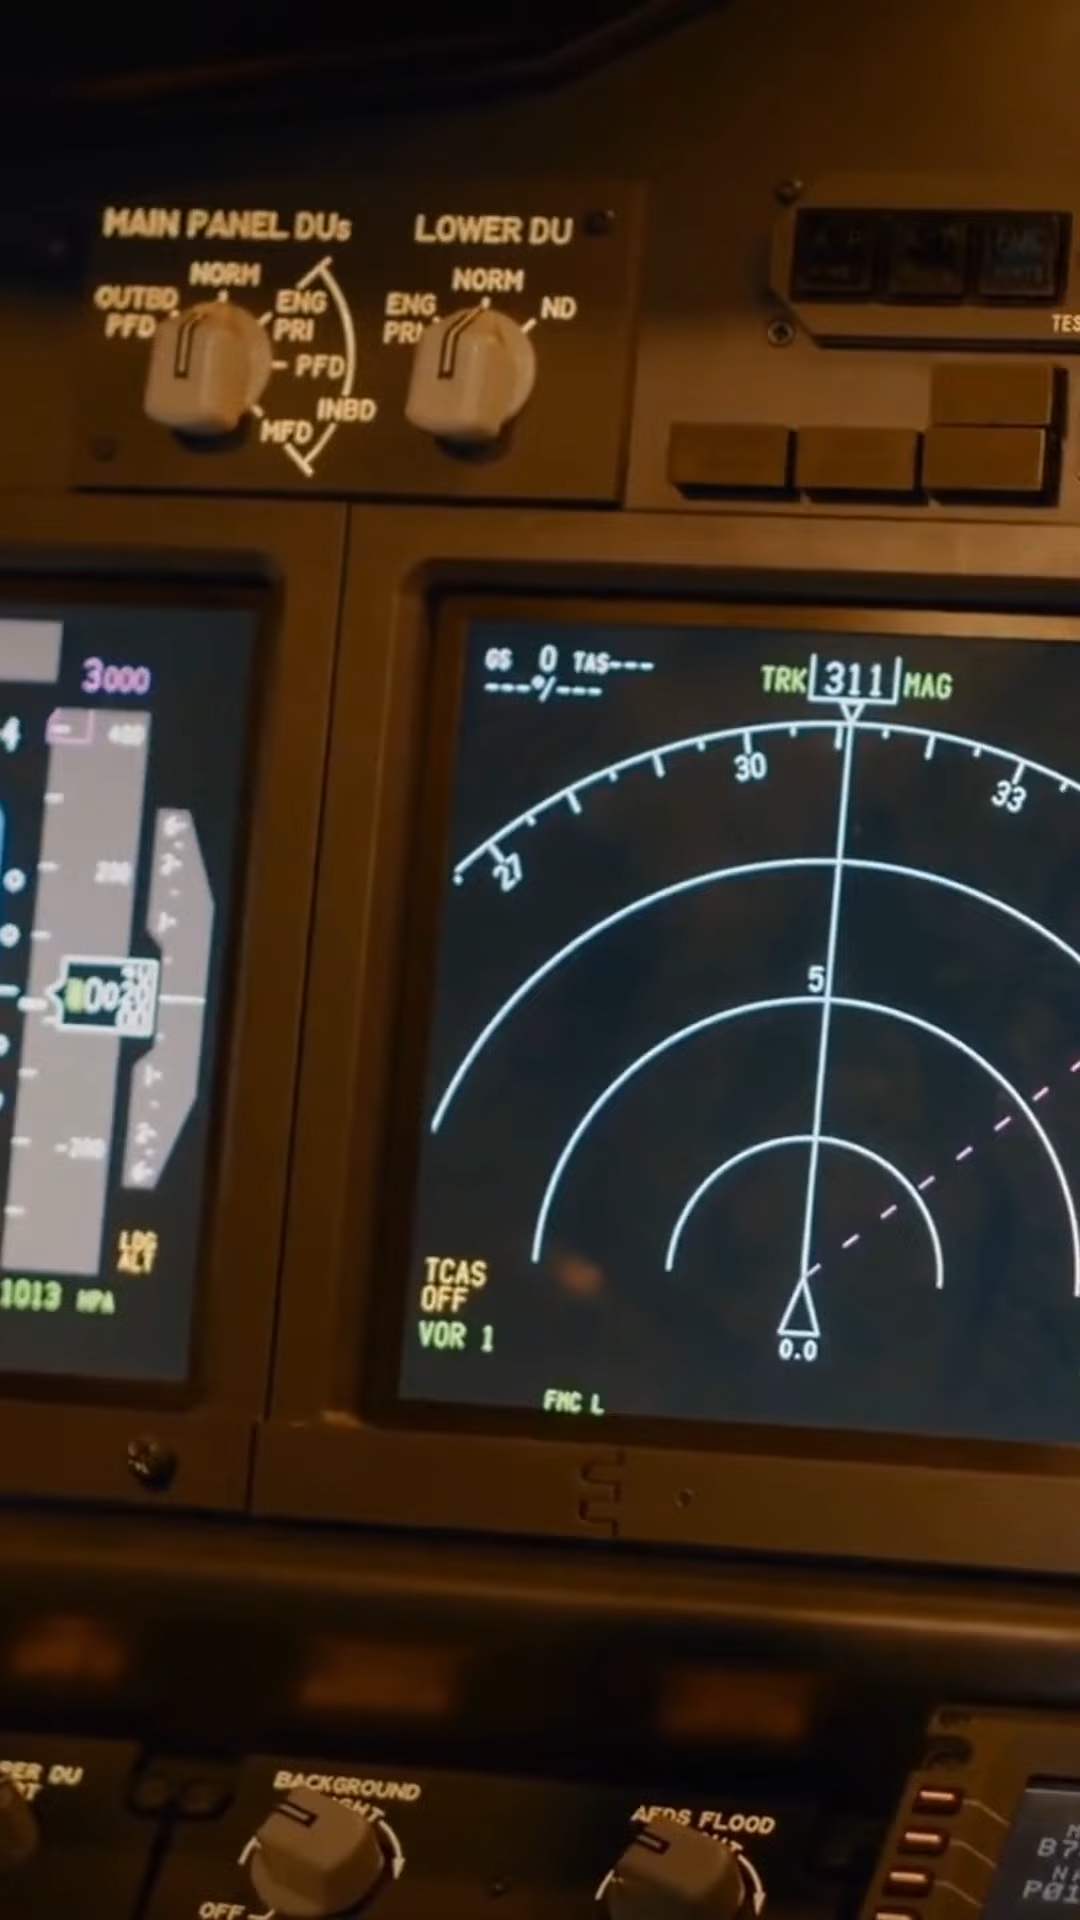 MAIN PANEL DUs
LOWER DU
NORM
OUTBD
PFD
ENG
PRI
PFD
INBD
MFD
NORM
ENG
PRI
ND
3000
400
200
-200
1013 HPA
LDG
ALT
GS 0 TAS---
---°/---
TRK 311 MAG
27
30
33
5
TCAS
OFF
VOR 1
0.0
FMC L
DU
BACKGROUND
AFDS FLOOD
OFF